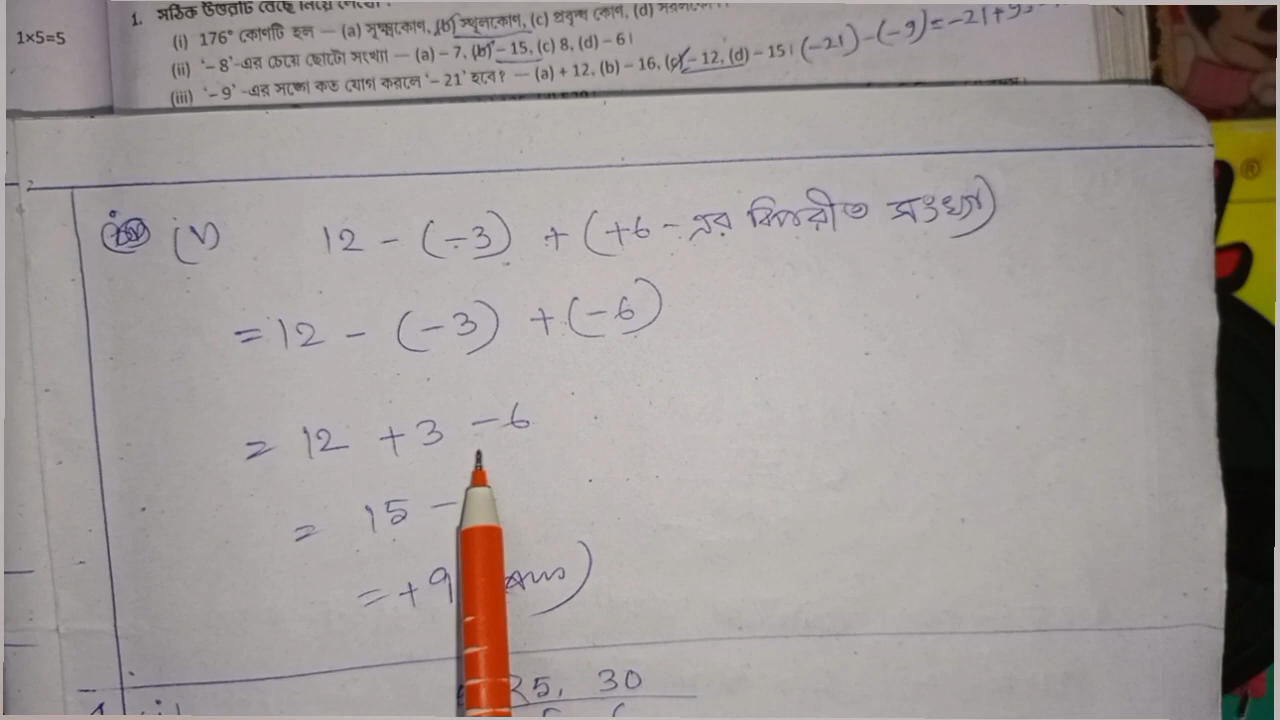 1×5=5
1. সঠিক উত্তরটি বেছে নিয়ে লেখো :
(i) 176° কোণটি হল — (a) সূক্ষ্মকোণ, (b) স্থূলকোণ, (c) প্রবৃদ্ধ কোণ, (d)
(ii) '– 8'-এর চেয়ে ছোটো সংখ্যা — (a) – 7, (b) – 15, (c) 8, (d) – 6।
(iii) '– 9' -এর সঙ্গে কত যোগ করলে '– 21' হবে? — (a) + 12, (b) – 16, (c) – 12, (d) – 15। (-21) - (-9) = -21+9
(v) 12 - (-3) + (+6 - এর বিপরীত সংখ্যা)
= 12 - (-3) + (-6)
= 12 + 3 - 6
= 15 -
= + 9 Ans)
25, 30